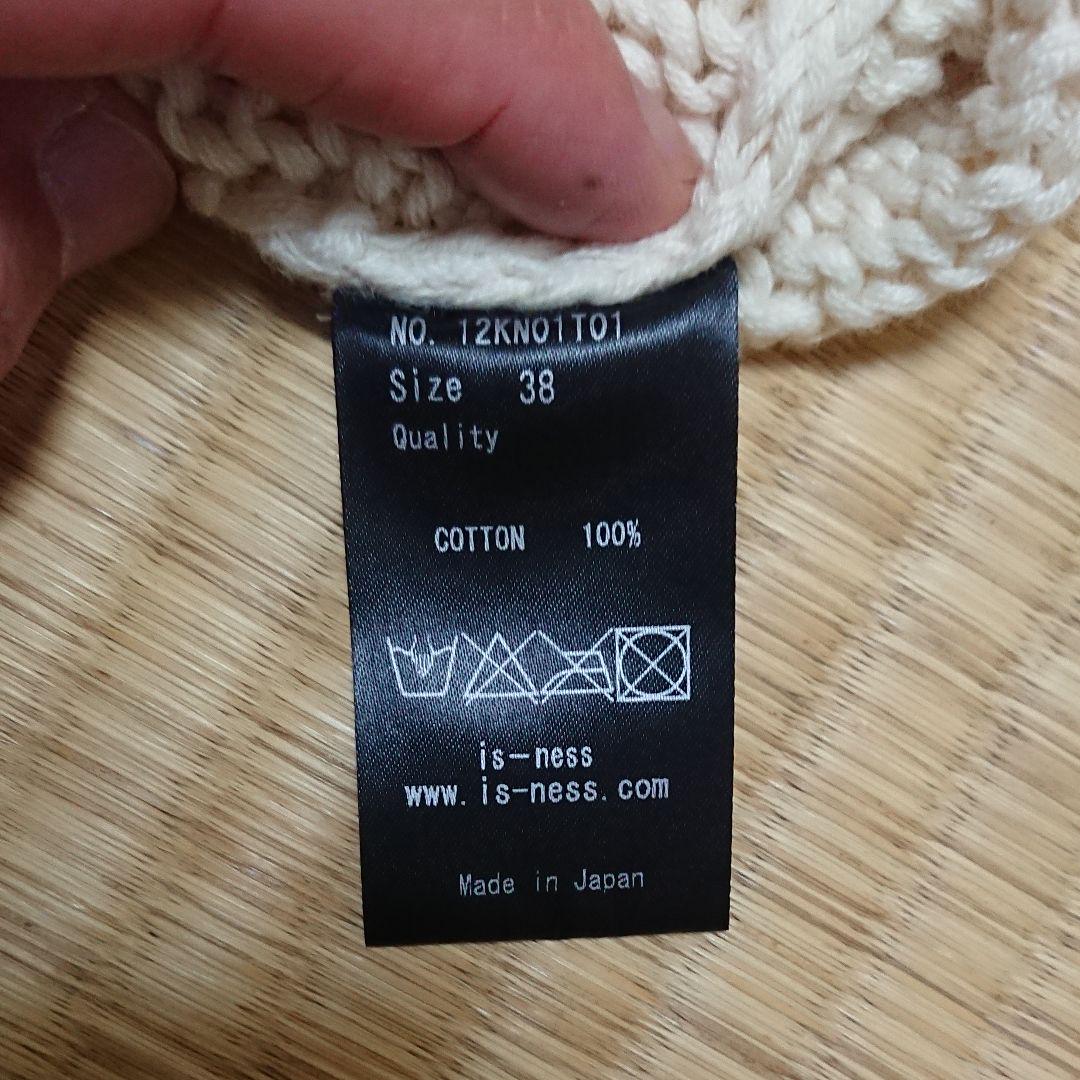 NO. 12KN01T01
Size 38
Quality
COTTON 100%
is-ness
www.is-ness.com
Made in Japan